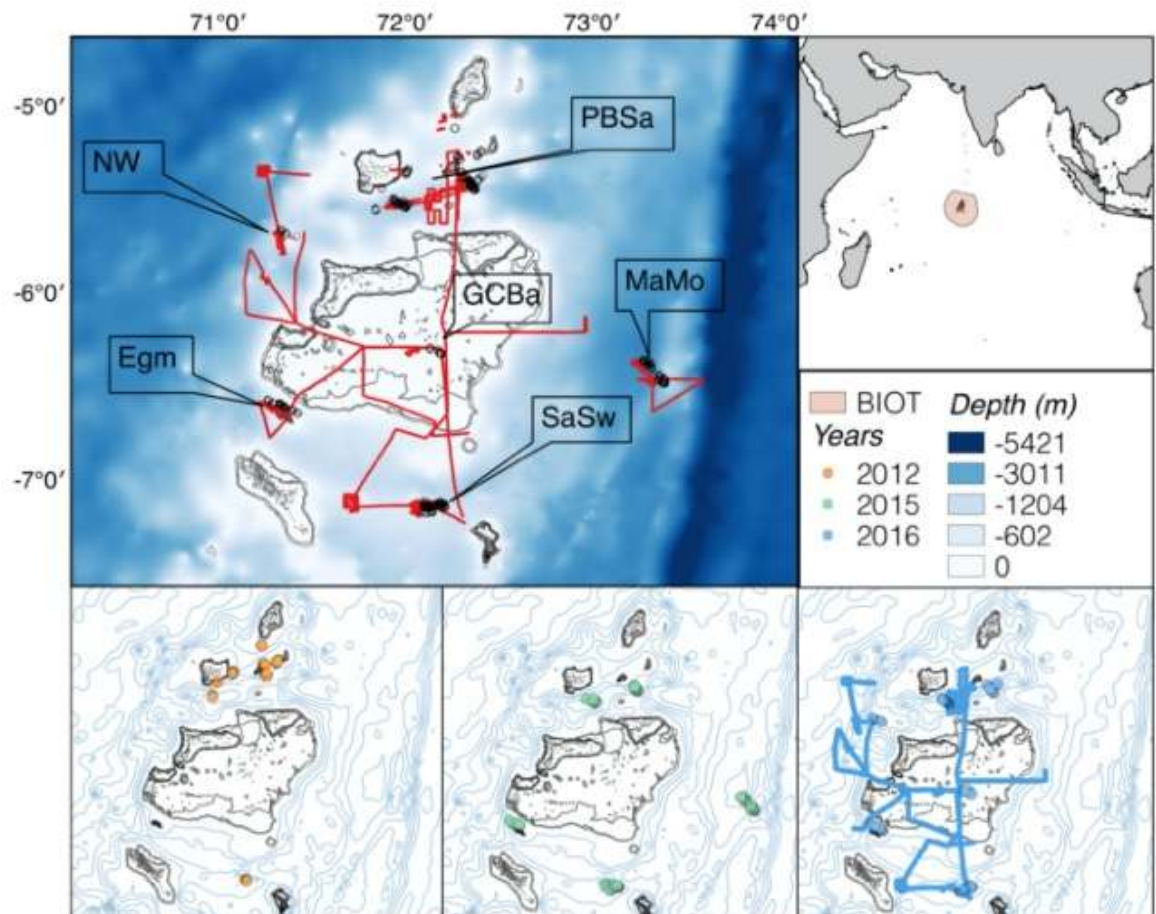 71°0′ 72°0′ 73°0′ 74°0′
-5°0′
-6°0′
-7°0′
PBSa
NW
GCBa
MaMo
Egm
SaSw
BIOT
Years
2012
2015
2016
Depth (m)
-5421
-3011
-1204
-602
0